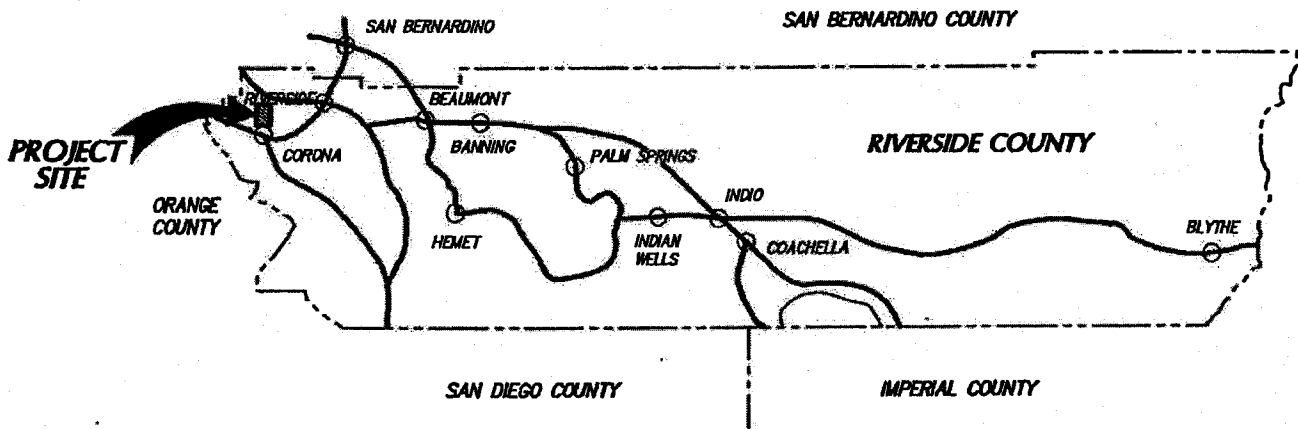 SAN BERNARDINO
SAN BERNARDINO COUNTY
RIVERSIDE
BEAUMONT
PROJECT
SITE
CORONA
BANNING
PALM SPRINGS
RIVERSIDE COUNTY
ORANGE
COUNTY
HEMET
INDIAN
WELLS
INDIO
COACHELLA
BLYTHE
SAN DIEGO COUNTY
IMPERIAL COUNTY